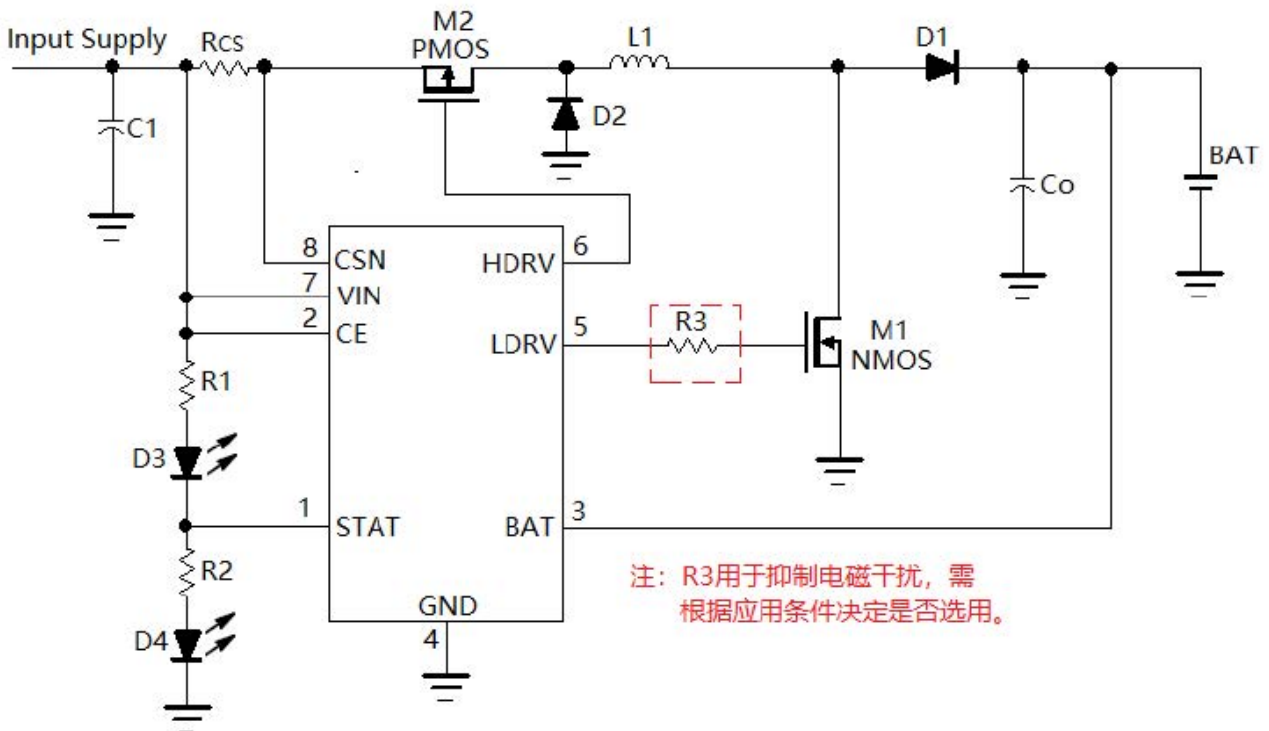 Input Supply
RCS
M2
PMOS
L1
D1
C1
D2
Co
BAT
8
CSN
7
VIN
2
CE
HDRV
6
LDRV
5
R3
M1
NMOS
R1
D3
1
STAT
BAT
3
R2
D4
GND
4
注：R3用于抑制电磁干扰，需
根据应用条件决定是否选用。